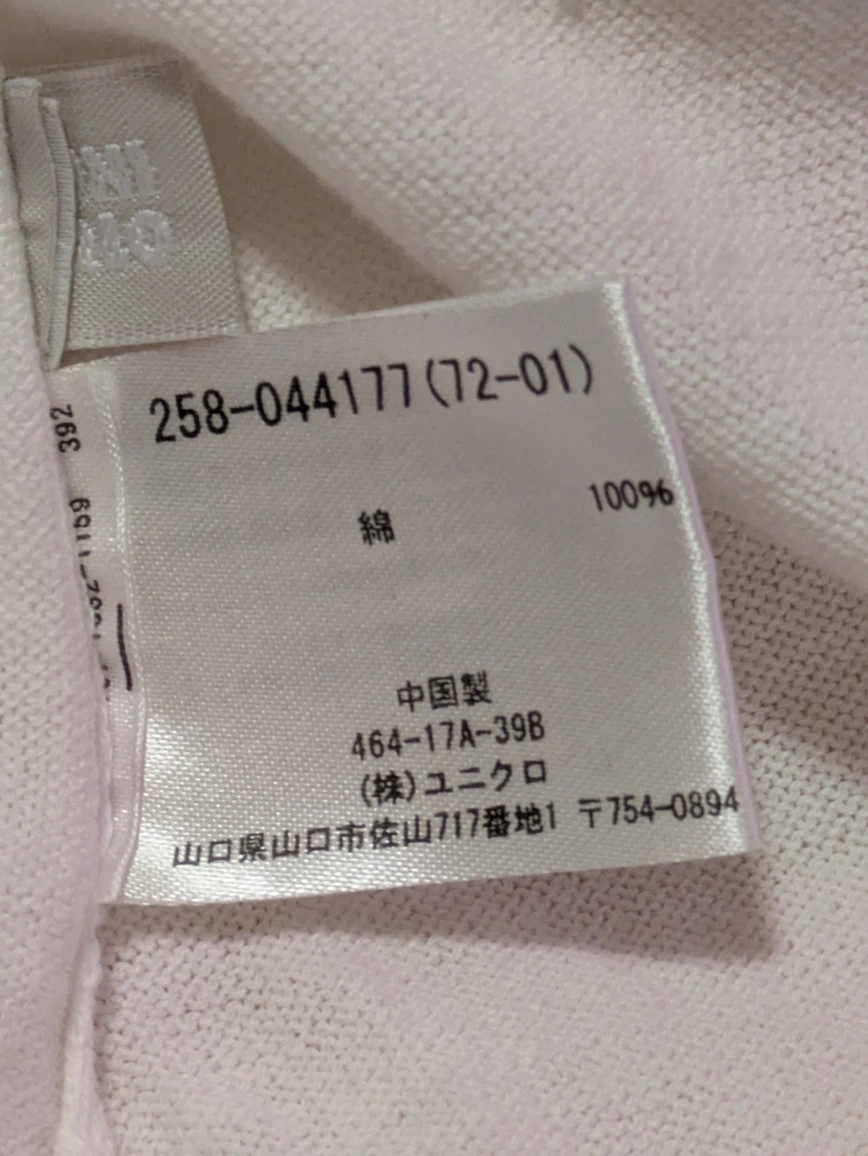 258-044177(72-01)
綿 100%
中国製
464-17A-39B
(株)ユニクロ
山口県山口市佐山717番地1 〒754-0894
392